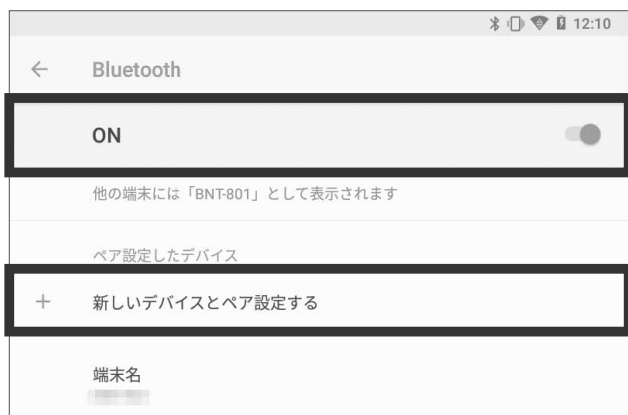 12:10
Bluetooth
ON
他の端末には「BNT-801」として表示されます
ペア設定したデバイス
新しいデバイスとペア設定する
端末名